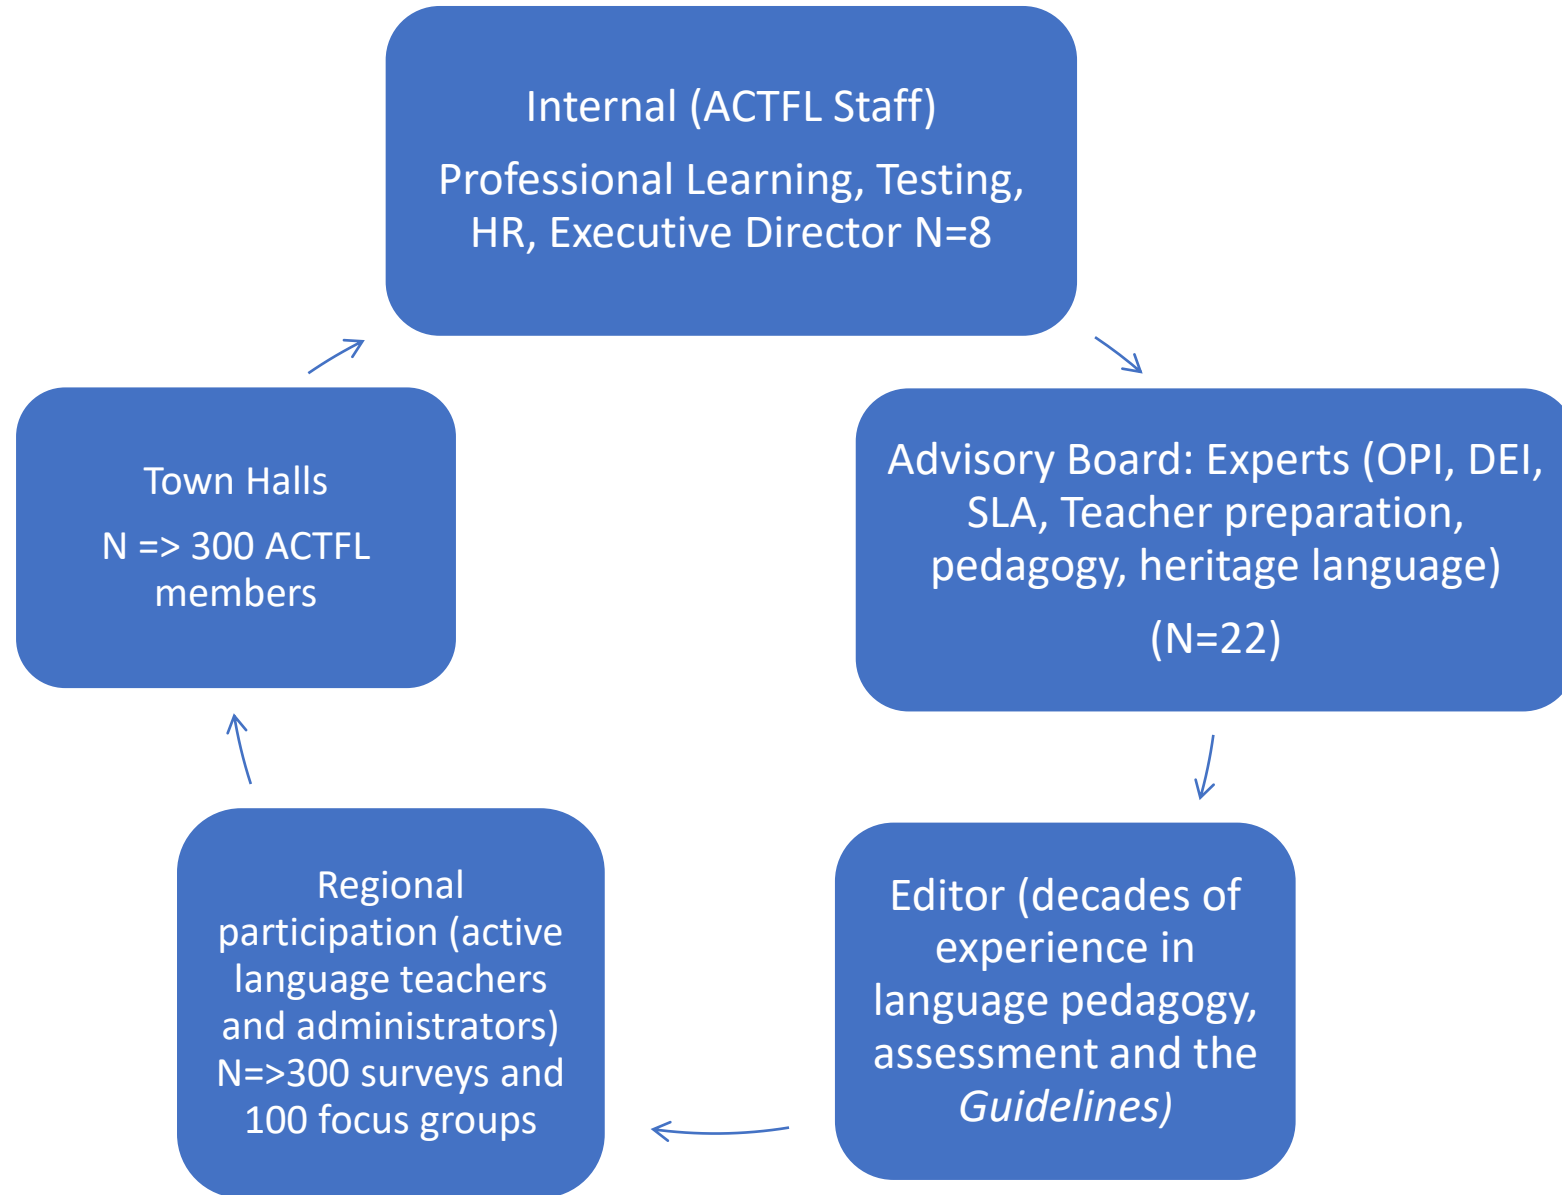 Internal (ACTFL Staff)
Professional Learning, Testing,
HR, Executive Director N=8
Advisory Board: Experts (OPI, DEI,
SLA, Teacher preparation,
pedagogy, heritage language)
(N=22)
Editor (decades of
experience in
language pedagogy,
assessment and the
Guidelines)
Regional
participation (active
language teachers
and administrators)
N=>300 surveys and
100 focus groups
Town Halls
N => 300 ACTFL
members